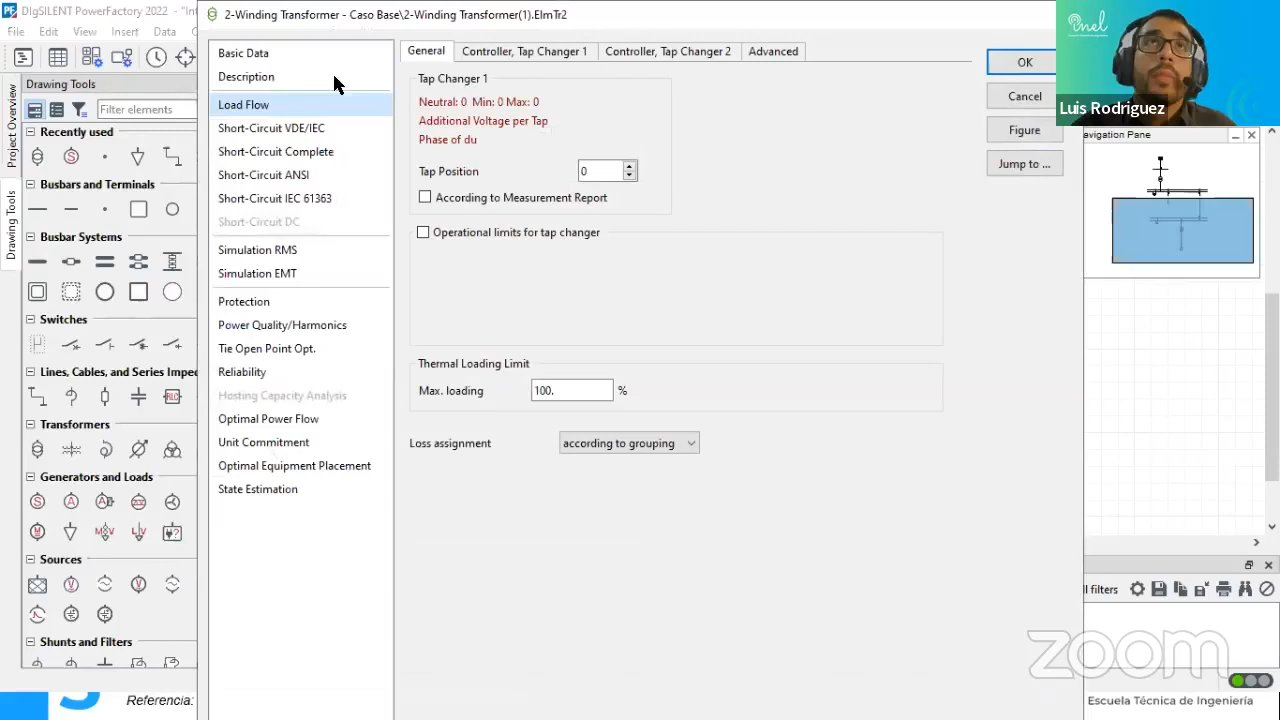 DIgSILENT PowerFactory 2022 -
File Edit View Insert Data
Drawing Tools
Project Overview
Drawing Tools
Filter elements
Recently used
Busbars and Terminals
Busbar Systems
Switches
Lines, Cables, and Series Impe
Transformers
Generators and Loads
Sources
Shunts and Filters
2-Winding Transformer - Caso Base\2-Winding Transformer(1).ElmTr2
Basic Data
Description
Load Flow
Short-Circuit VDE/IEC
Short-Circuit Complete
Short-Circuit ANSI
Short-Circuit IEC 61363
Short-Circuit DC
Simulation RMS
Simulation EMT
Protection
Power Quality/Harmonics
Tie Open Point Opt.
Reliability
Hosting Capacity Analysis
Optimal Power Flow
Unit Commitment
Optimal Equipment Placement
State Estimation
General Controller, Tap Changer 1 Controller, Tap Changer 2 Advanced
Tap Changer 1
Neutral: 0 Min: 0 Max: 0
Additional Voltage per Tap
Phase of du
Tap Position 0
According to Measurement Report
Operational limits for tap changer
Thermal Loading Limit
Max. loading 100. %
Loss assignment according to grouping
OK
Cancel
Figure
Jump to ...
inel
Luis Rodriguez
avigation Pane
ll filters
zoom
Referencia:
Escuela Técnica de Ingeniería